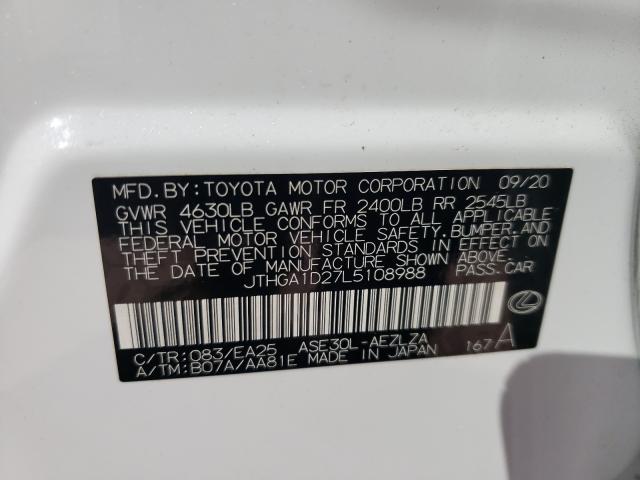 MFD.BY:TOYOTA MOTOR CORPORATION 09/20
GVWR 4630LB GAWR FR 2400LB RR 2545LB
THIS VEHICLE CONFORMS TO ALL APPLICABLE
FEDERAL MOTOR VEHICLE SAFETY,BUMPER,AND
THEFT PREVENTION STANDARDS IN EFFECT ON
THE DATE OF MANUFACTURE SHOWN ABOVE.
JTHGA1D27L5108988 PASS.CAR
C/TR:083/EA25 ASE30L-AEZLZA
A/TM:B07A/AA81E MADE IN JAPAN 167 A